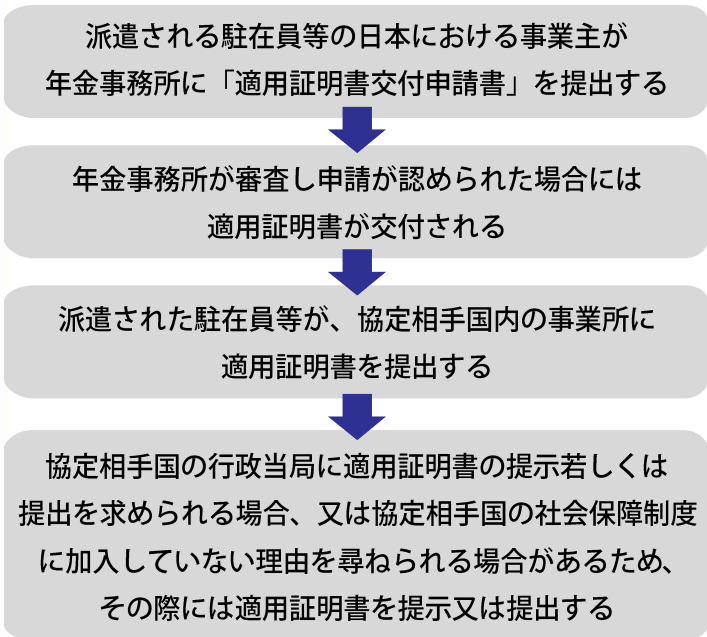 派遣される駐在員等の日本における事業主が
年金事務所に「適用証明書交付申請書」を提出する
年金事務所が審査し申請が認められた場合には
適用証明書が交付される
派遣された駐在員等が、協定相手国内の事業所に
適用証明書を提出する
協定相手国の行政当局に適用証明書の提示若しくは
提出を求められる場合、又は協定相手国の社会保障制度
に加入していない理由を尋ねられる場合があるため、
その際には適用証明書を提示又は提出する